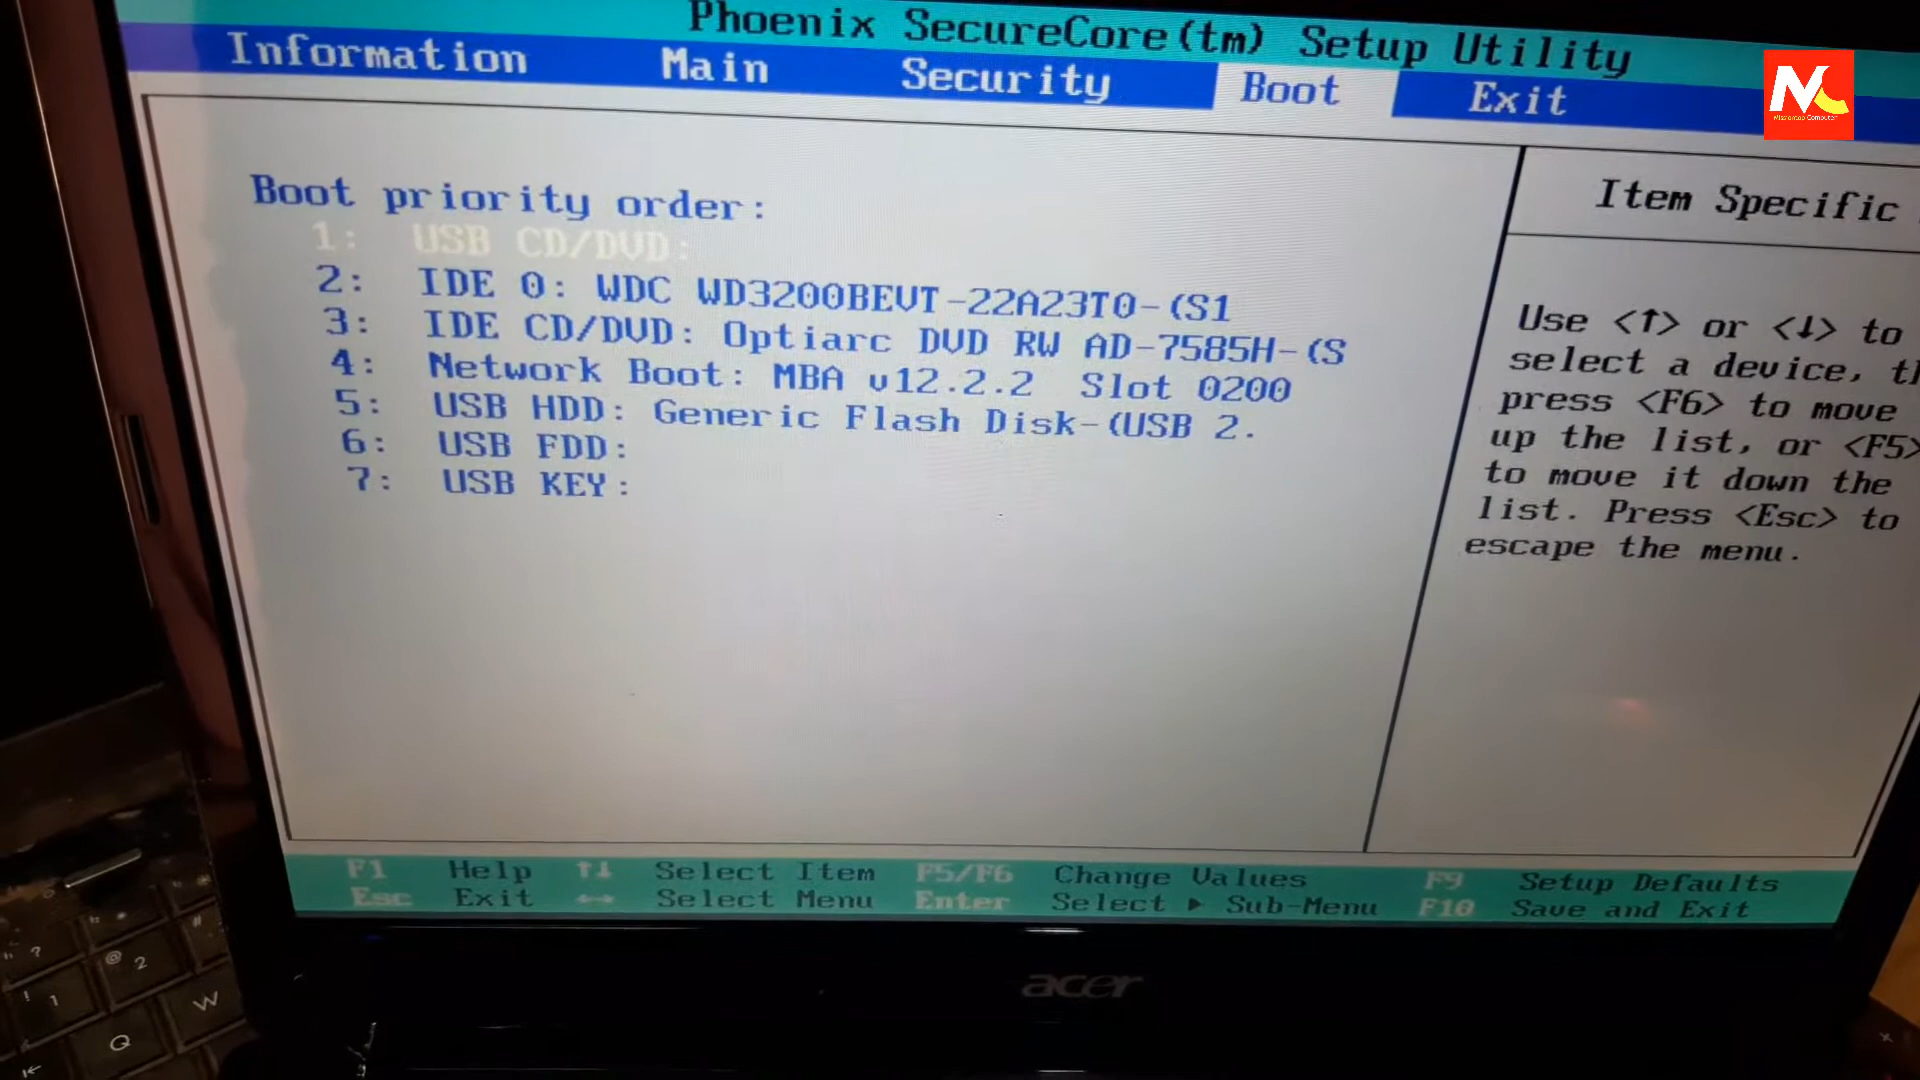 Phoenix SecureCore(tm) Setup Utility
Information Main Security Boot Exit
Missiontop Computer
Boot priority order:
1: USB CD/DVD:
2: IDE 0: WDC WD3200BEVT-22A23T0-(S1
3: IDE CD/DVD: Optiarc DVD RW AD-7585H-(S
4: Network Boot: MBA v12.2.2 Slot 0200
5: USB HDD: Generic Flash Disk-(USB 2.
6: USB FDD:
7: USB KEY:
Item Specific
Use <↑> or <↓> to
select a device, th
press <F6> to move
up the list, or <F5>
to move it down the
list. Press <Esc> to
escape the menu.
F1 Help ↑↓ Select Item F5/F6 Change Values F9 Setup Defaults
Esc Exit ↔ Select Menu Enter Select ▶ Sub-Menu F10 Save and Exit
acer
? @ 2 #
! 1 W
Q